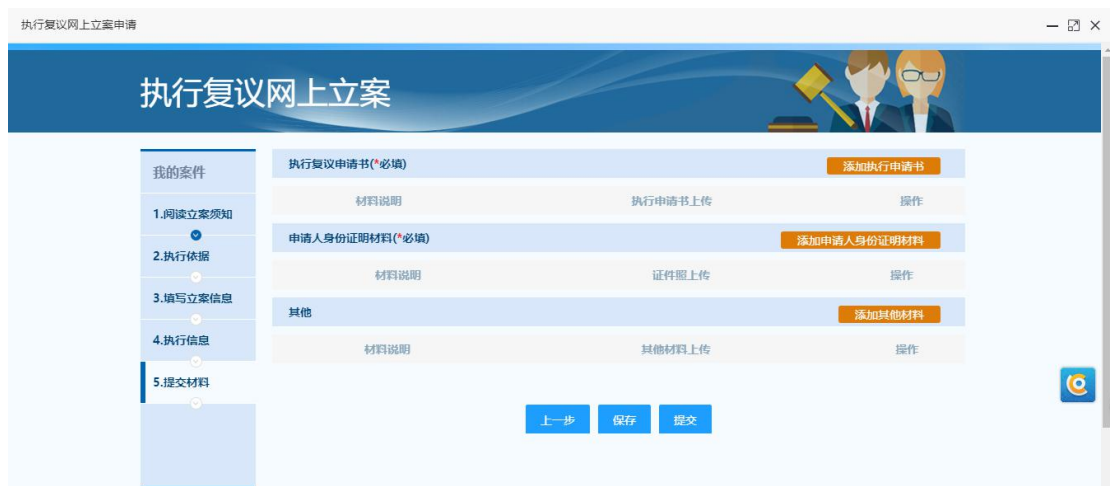 执行复议网上立案申请
执行复议网上立案
我的案件
1.阅读立案须知
2.执行依据
3.填写立案信息
4.执行信息
5.提交材料
执行复议申请书(*必填) 添加执行申请书
材料说明 执行申请书上传 操作
申请人身份证明材料(*必填) 添加申请人身份证明材料
材料说明 证件照上传 操作
其他 添加其他材料
材料说明 其他材料上传 操作
上一步 保存 提交